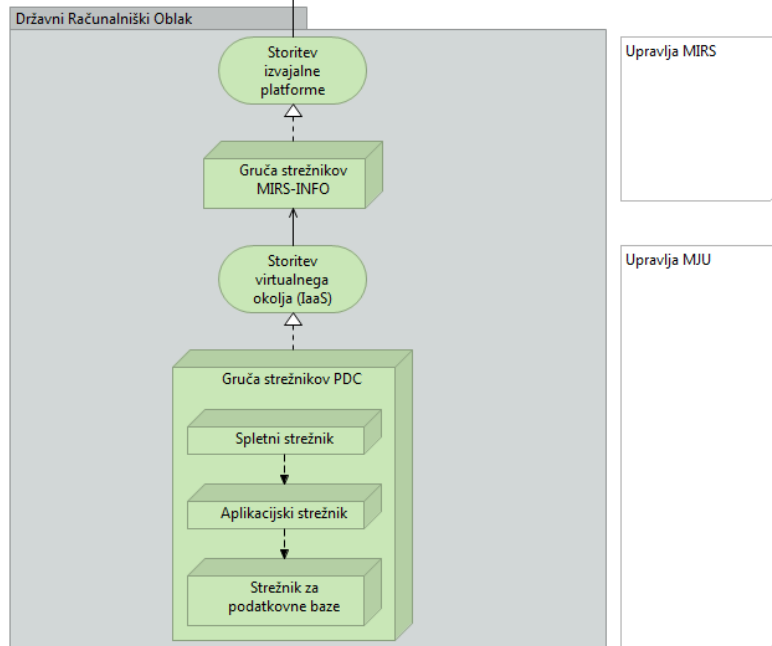 Državni Računalniški Oblak
Storitev
izvajalne
platforme
Upravlja MIRS
Gruča strežnikov
MIRS-INFO
Storitev
virtualnega
okolja (IaaS)
Upravlja MJU
Gruča strežnikov PDC
Spletni strežnik
Aplikacijski strežnik
Strežnik za
podatkovne baze